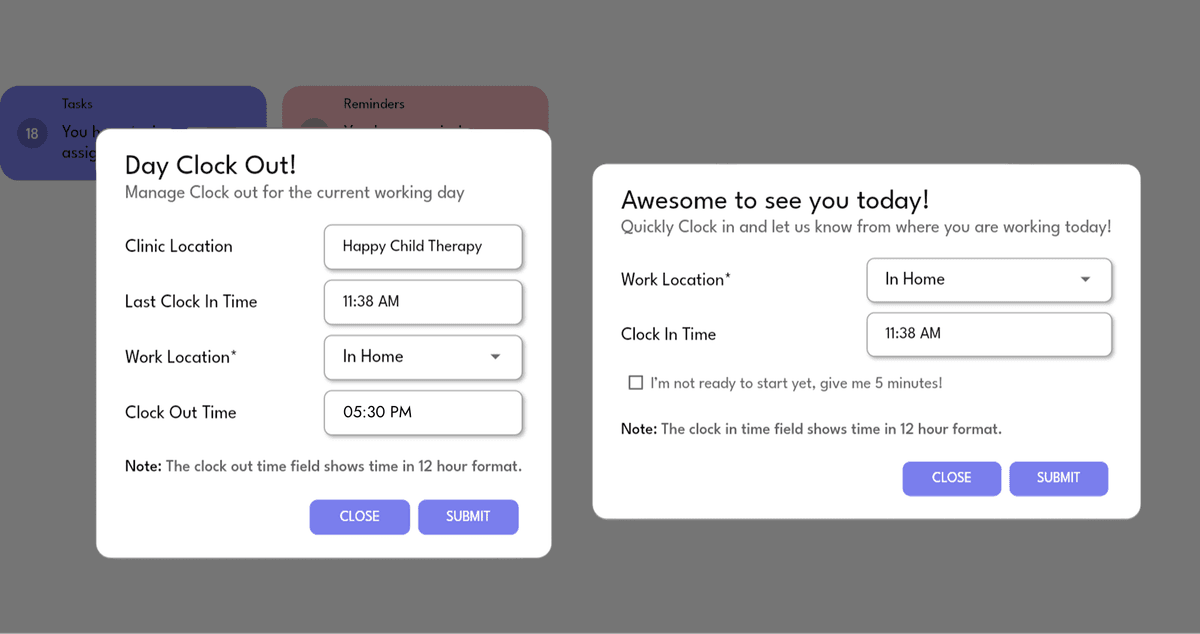 Tasks
18
You h
assig
Reminders
Day Clock Out!
Manage Clock out for the current working day
Clinic Location
Happy Child Therapy
Last Clock In Time
11:38 AM
Work Location*
In Home
Clock Out Time
05:30 PM
Note: The clock out time field shows time in 12 hour format.
CLOSE
SUBMIT
Awesome to see you today!
Quickly Clock in and let us know from where you are working today!
Work Location*
In Home
Clock In Time
11:38 AM
I'm not ready to start yet, give me 5 minutes!
Note: The clock in time field shows time in 12 hour format.
CLOSE
SUBMIT